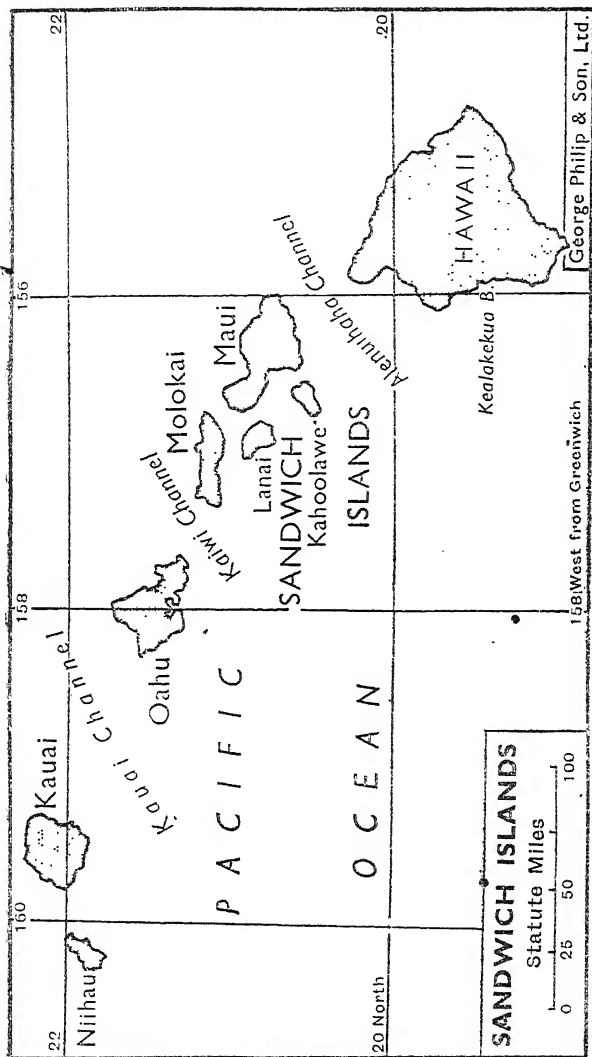 22
160
158
156
22
Niihau
Kauai
Kauai Channel
Oahu
Kaiwi Channel
Molokai
Maui
Lanai
SANDWICH
Kahoolawe
ISLANDS
Alenuihaha Channel
PACIFIC
OCEAN
20 North
.20
HAWAII
Kealakekua B.
SANDWICH ISLANDS
Statute Miles
0 25 50 100
158 West from Greenwich
George Philip & Son, Ltd.